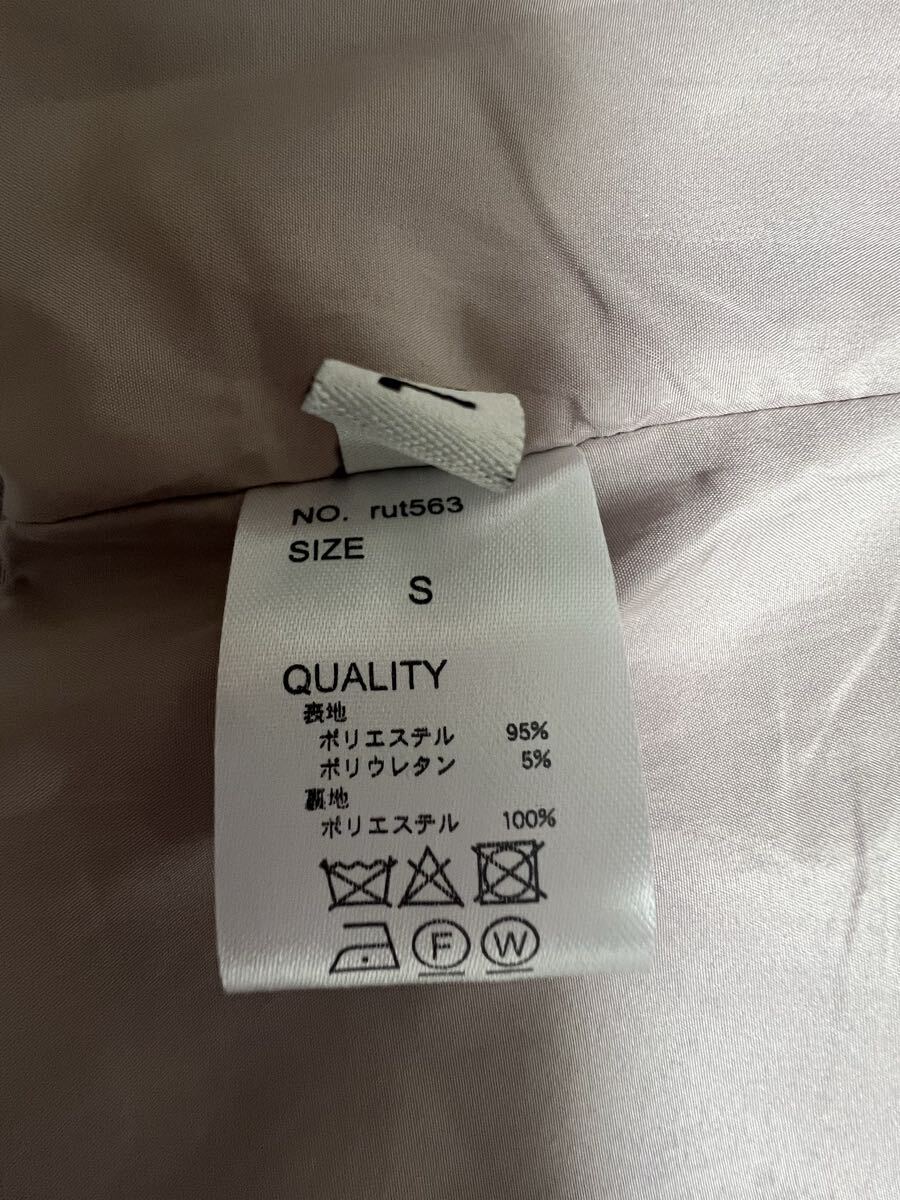 NO. rut563
SIZE
S
QUALITY
表地
ポリエステル 95%
ポリウレタン 5%
裏地
ポリエステル 100%
F W